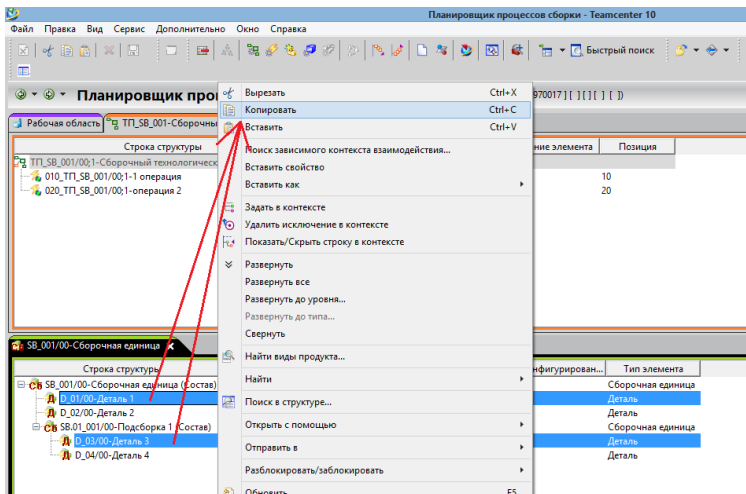 Планировщик процессов сборки - Teamcenter 10
Файл Правка Вид Сервис Дополнительно Окно Справка
Быстрый поиск
Планировщик про
970017 ] [ ] [ ] [ ] [ ])
Рабочая область
ТП_SB_001-Сборочны
Строка структуры
ние элемента
Позиция
ТП_SB_001/00;1-Сборочный технологическ
010_ТП_SB_001/00;1-1 операция
10
020_ТП_SB_001/00;1-операция 2
20
Вырезать Ctrl+X
Копировать Ctrl+C
Вставить Ctrl+V
Поиск зависимого контекста взаимодействия...
Вставить свойство
Вставить как
Задать в контексте
Удалить исключение в контексте
Показать/Скрыть строку в контексте
Развернуть
Развернуть все
Развернуть до уровня...
Развернуть до типа...
Свернуть
Найти виды продукта...
Найти
Поиск в структуре...
Открыть с помощью
Отправить в
Разблокировать/заблокировать
Обновить F5
SB_001/00-Сборочная единица
Строка структуры
нфигурирован...
Тип элемента
Сб SB_001/00-Сборочная единица (Состав)
Сборочная единица
Д D_01/00-Деталь 1
Деталь
Д D_02/00-Деталь 2
Деталь
Сб SB.01_001/00-Подсборка 1 (Состав)
Сборочная единица
Д D_03/00-Деталь 3
Деталь
Д D_04/00-Деталь 4
Деталь